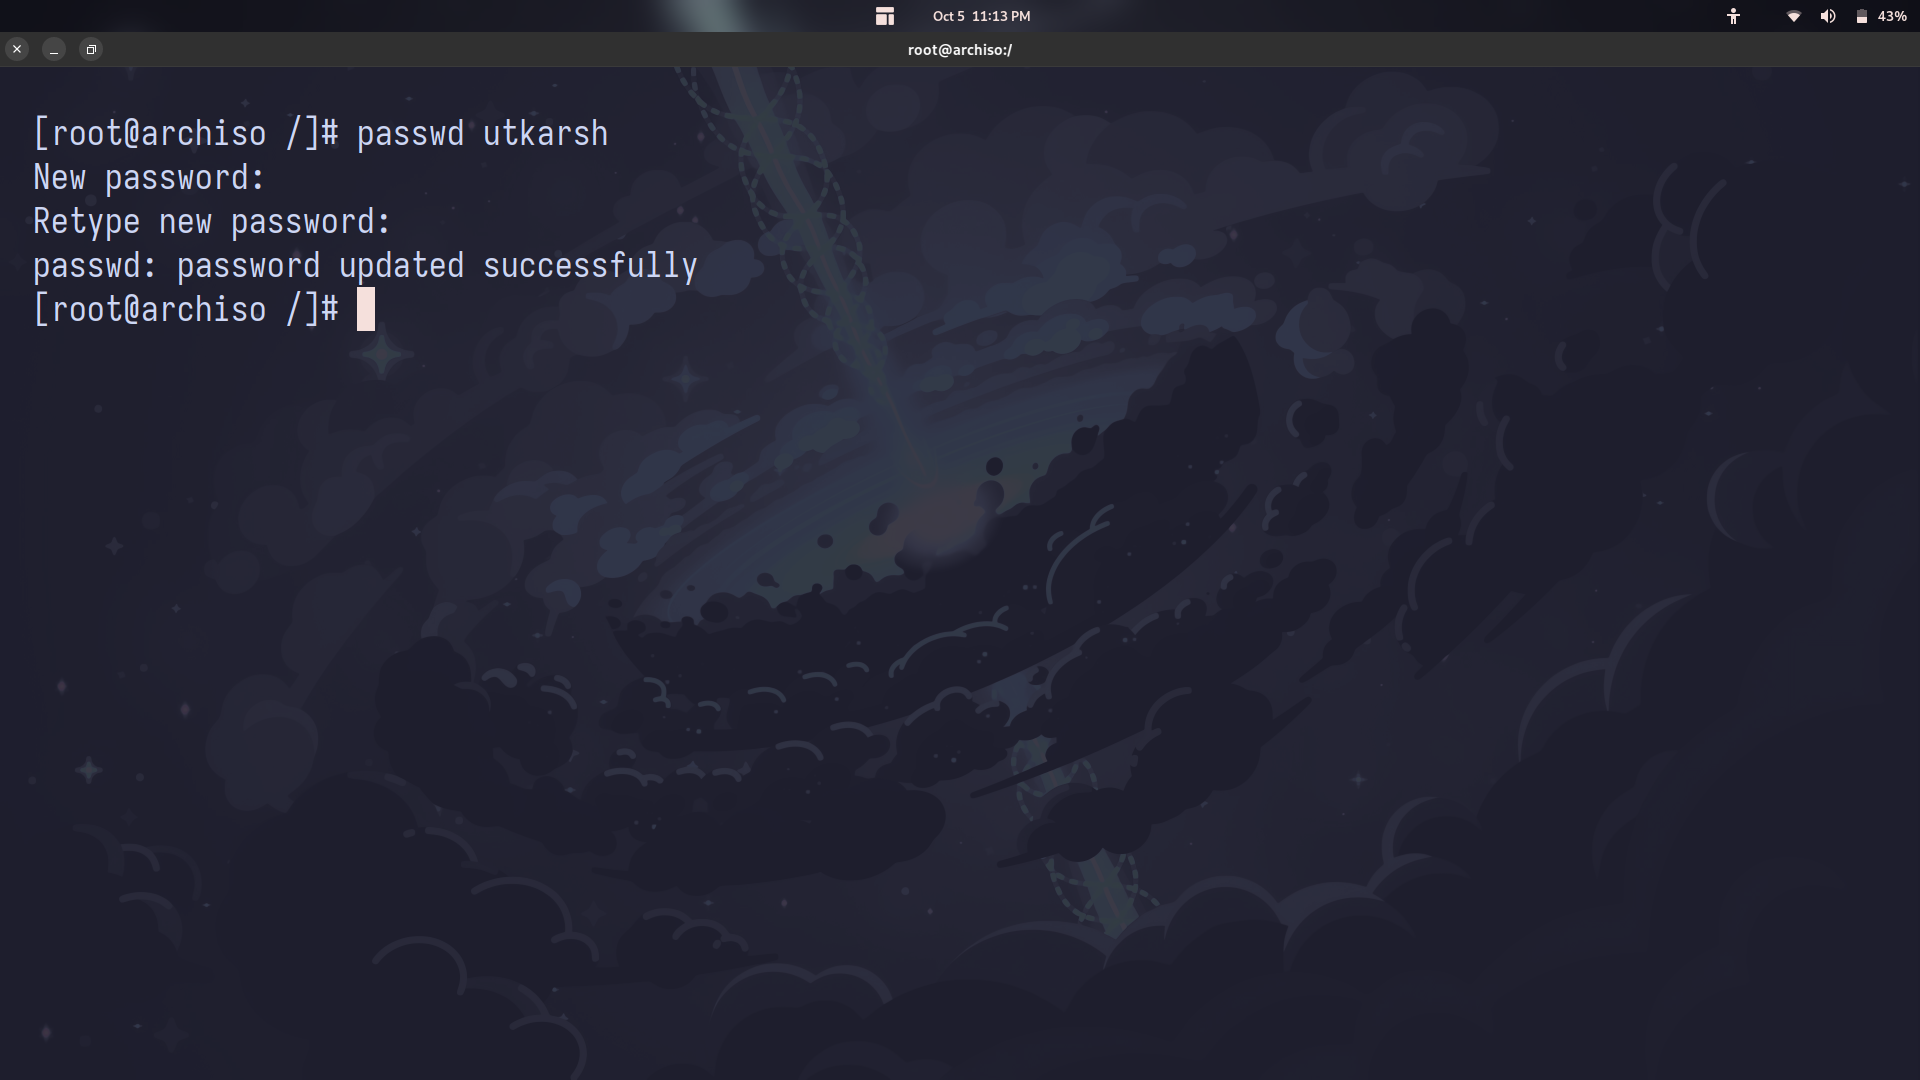 Oct 5 11:13 PM
43%
root@archiso:/
[root@archiso /]# passwd utkarsh
New password:
Retype new password:
passwd: password updated successfully
[root@archiso /]#